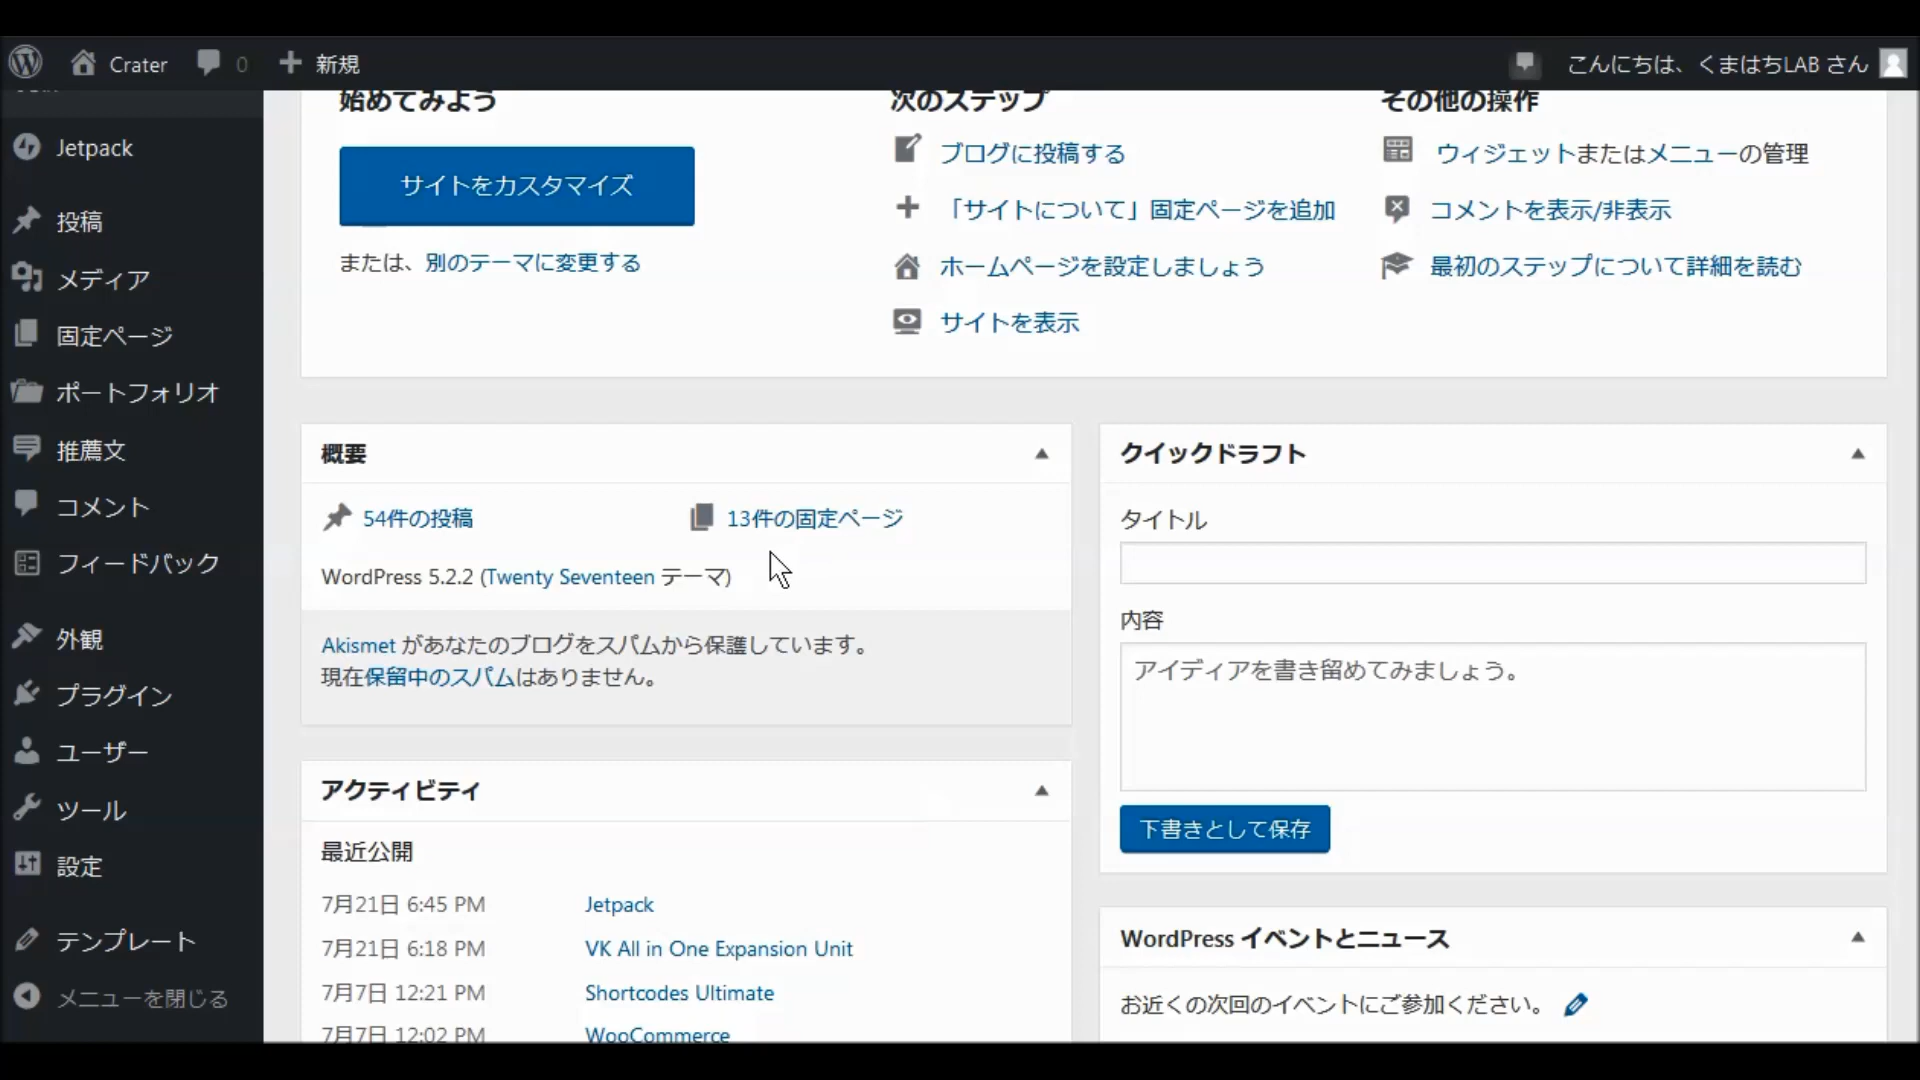 Crater
0
新規
こんにちは、くまはちLAB さん
Jetpack
投稿
メディア
固定ページ
ポートフォリオ
推薦文
コメント
フィードバック
外観
プラグイン
ユーザー
ツール
設定
テンプレート
メニューを閉じる
始めてみよう
サイトをカスタマイズ
または、別のテーマに変更する
次のステップ
ブログに投稿する
「サイトについて」固定ページを追加
ホームページを設定しましょう
サイトを表示
その他の操作
ウィジェットまたはメニューの管理
コメントを表示/非表示
最初のステップについて詳細を読む
概要
54件の投稿
13件の固定ページ
WordPress 5.2.2 (Twenty Seventeen テーマ)
Akismet があなたのブログをスパムから保護しています。
現在保留中のスパムはありません。
アクティビティ
最近公開
7月21日 6:45 PM Jetpack
7月21日 6:18 PM VK All in One Expansion Unit
7月7日 12:21 PM Shortcodes Ultimate
7月7日 12:02 PM WooCommerce
クイックドラフト
タイトル
内容
アイディアを書き留めてみましょう。
下書きとして保存
WordPress イベントとニュース
お近くの次回のイベントにご参加ください。